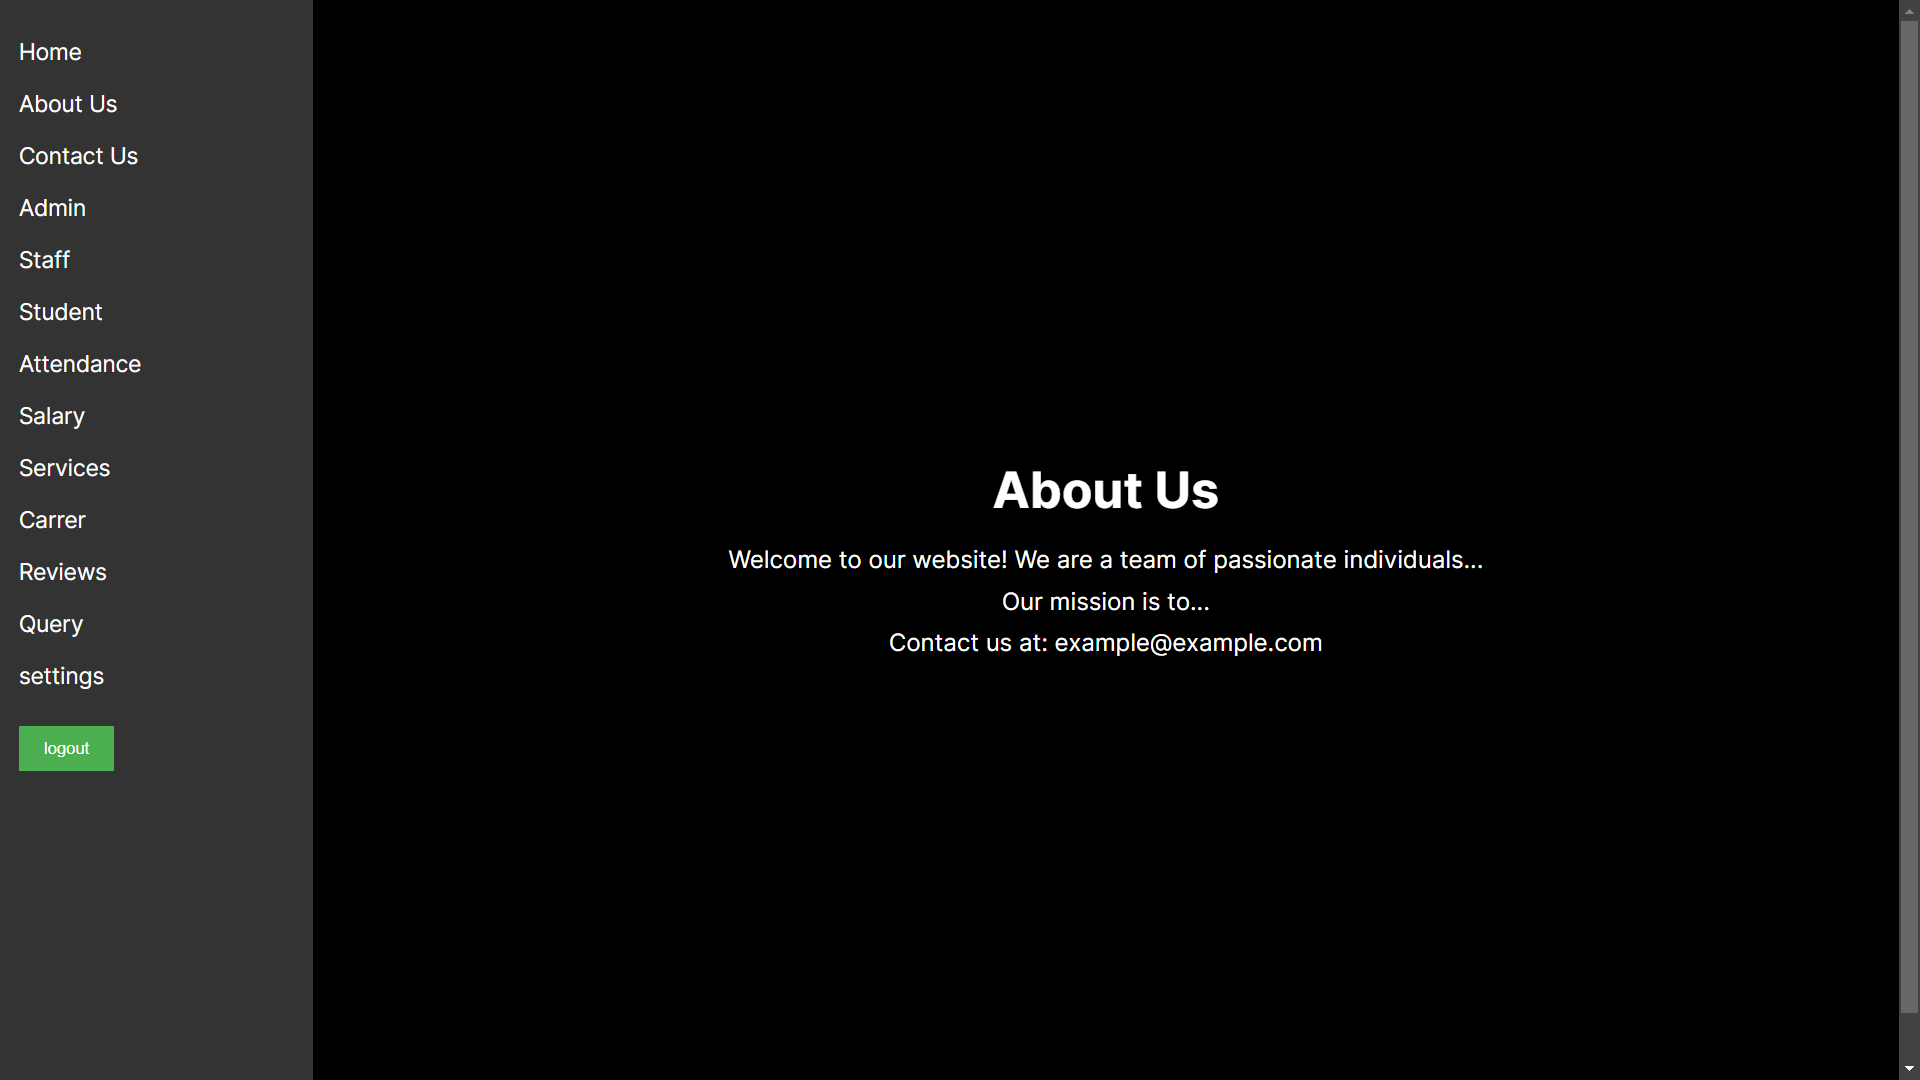 Home
About Us
Contact Us
Admin
Staff
Student
Attendance
Salary
Services
Carrer
Reviews
Query
settings
logout
About Us
Welcome to our website! We are a team of passionate individuals...
Our mission is to...
Contact us at: example@example.com